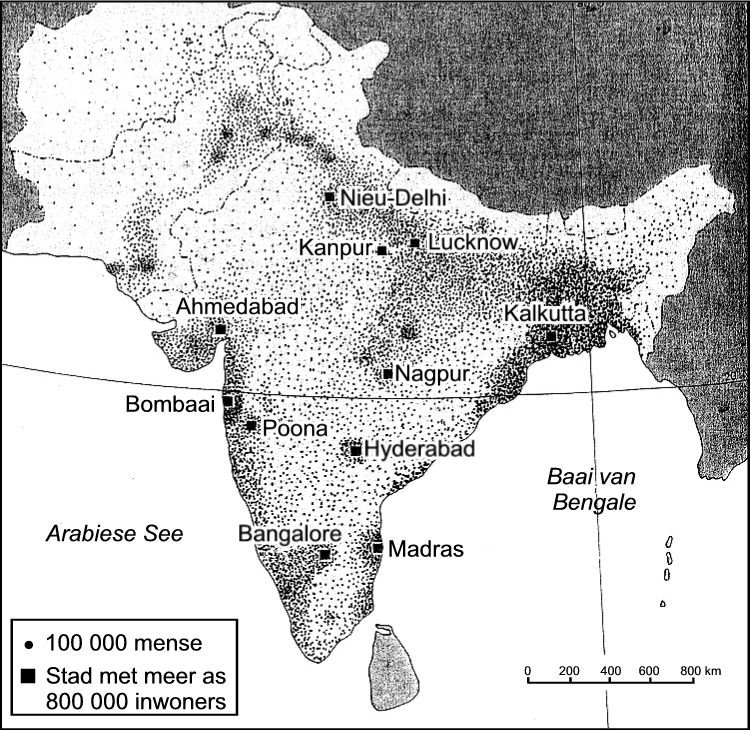 Nieu-Delhi
Kanpur
Lucknow
Ahmedabad
Kalkutta
Nagpur
Bombaai
Poona
Hyderabad
Baai van
Bengale
Arabiese See
Bangalore
Madras
100 000 mense
Stad met meer as
800 000 inwoners
0 200 400 600 800 km